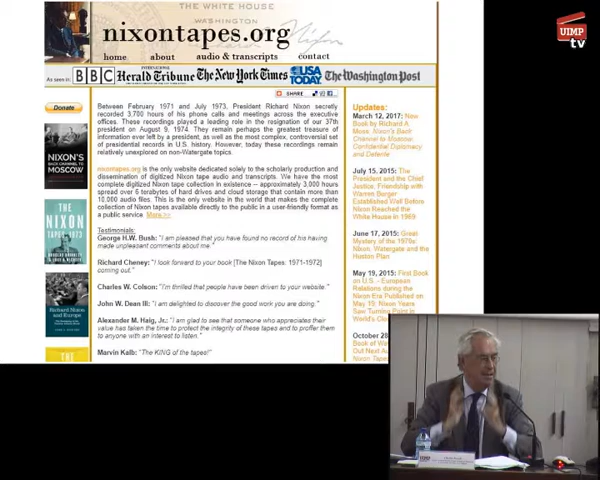 THE WHITE HOUSE
WASHINGTON
nixontapes.org
home about audio & transcripts contact
UIMP
tv
As seen in: BBC INTERNATIONAL Herald Tribune The New York Times USA TODAY The Washington Post
SHARE
Donate
Between February 1971 and July 1973, President Richard Nixon secretly
recorded 3,700 hours of his phone calls and meetings across the executive
offices. These recordings played a leading role in the resignation of our 37th
president on August 9, 1974. They remain perhaps the greatest treasure of
information ever left by a president, as well as the most complex, controversial set
of presidential records in U.S. history. However, today these recordings remain
relatively unexplored on non-Watergate topics.
nixontapes.org is the only website dedicated solely to the scholarly production and
dissemination of digitized Nixon tape audio and transcripts. We have the most
complete digitized Nixon tape collection in existence -- approximately 3,000 hours
spread over 6 terabytes of hard drives and cloud storage that contain more than
10,000 audio files. This is the only website in the world that makes the complete
collection of Nixon tapes available directly to the public in a user-friendly format as
a public service. More >>
Testimonials:
George H.W. Bush: "I am pleased that you have found no record of his having
made unpleasant comments about me."
Richard Cheney: "I look forward to your book [The Nixon Tapes: 1971-1972]
coming out."
Charles W. Colson: "I'm thrilled that people have been driven to your website."
John W. Dean III: "I am delighted to discover the good work you are doing."
Alexander M. Haig, Jr.: "I am glad to see that someone who appreciates their
value has taken the time to protect the integrity of these tapes and to proffer them
to anyone with an interest to listen."
Marvin Kalb: "The KING of the tapes!"
Updates:
March 12, 2017: New
Book by Richard A.
Moss, Nixon's Back
Channel to Moscow:
Confidential Diplomacy
and Detente
July 15, 2015: The
President and the Chief
Justice: Friendship with
Warren Burger
Established Well Before
Nixon Reached the
White House in 1969
June 17, 2015: Great
Mystery of the 1970s:
Nixon, Watergate and the
Huston Plan
May 19, 2015: First Book
on U.S. - European
Relations during the
Nixon Era Published on
May 15: Nixon Years
Saw Turning Point in
World's
October 28
Book of
Out Next
Nixon
NIXON'S
BACK CHANNEL TO
MOSCOW
THE NIXON
TAPES
1973
Richard Nixon
and Europe
THE
UIMP